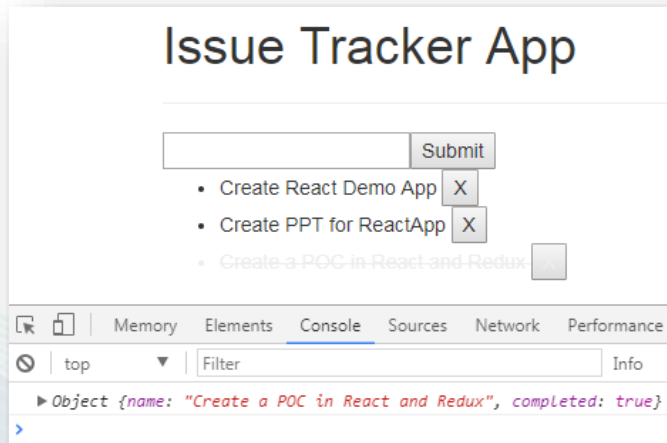 Issue Tracker App
Submit
Create React Demo App X
Create PPT for ReactApp X
Create a POC in React and Redux X
Memory Elements Console Sources Network Performance
top ▼ Filter Info
▶ Object {name: "Create a POC in React and Redux", completed: true}
>